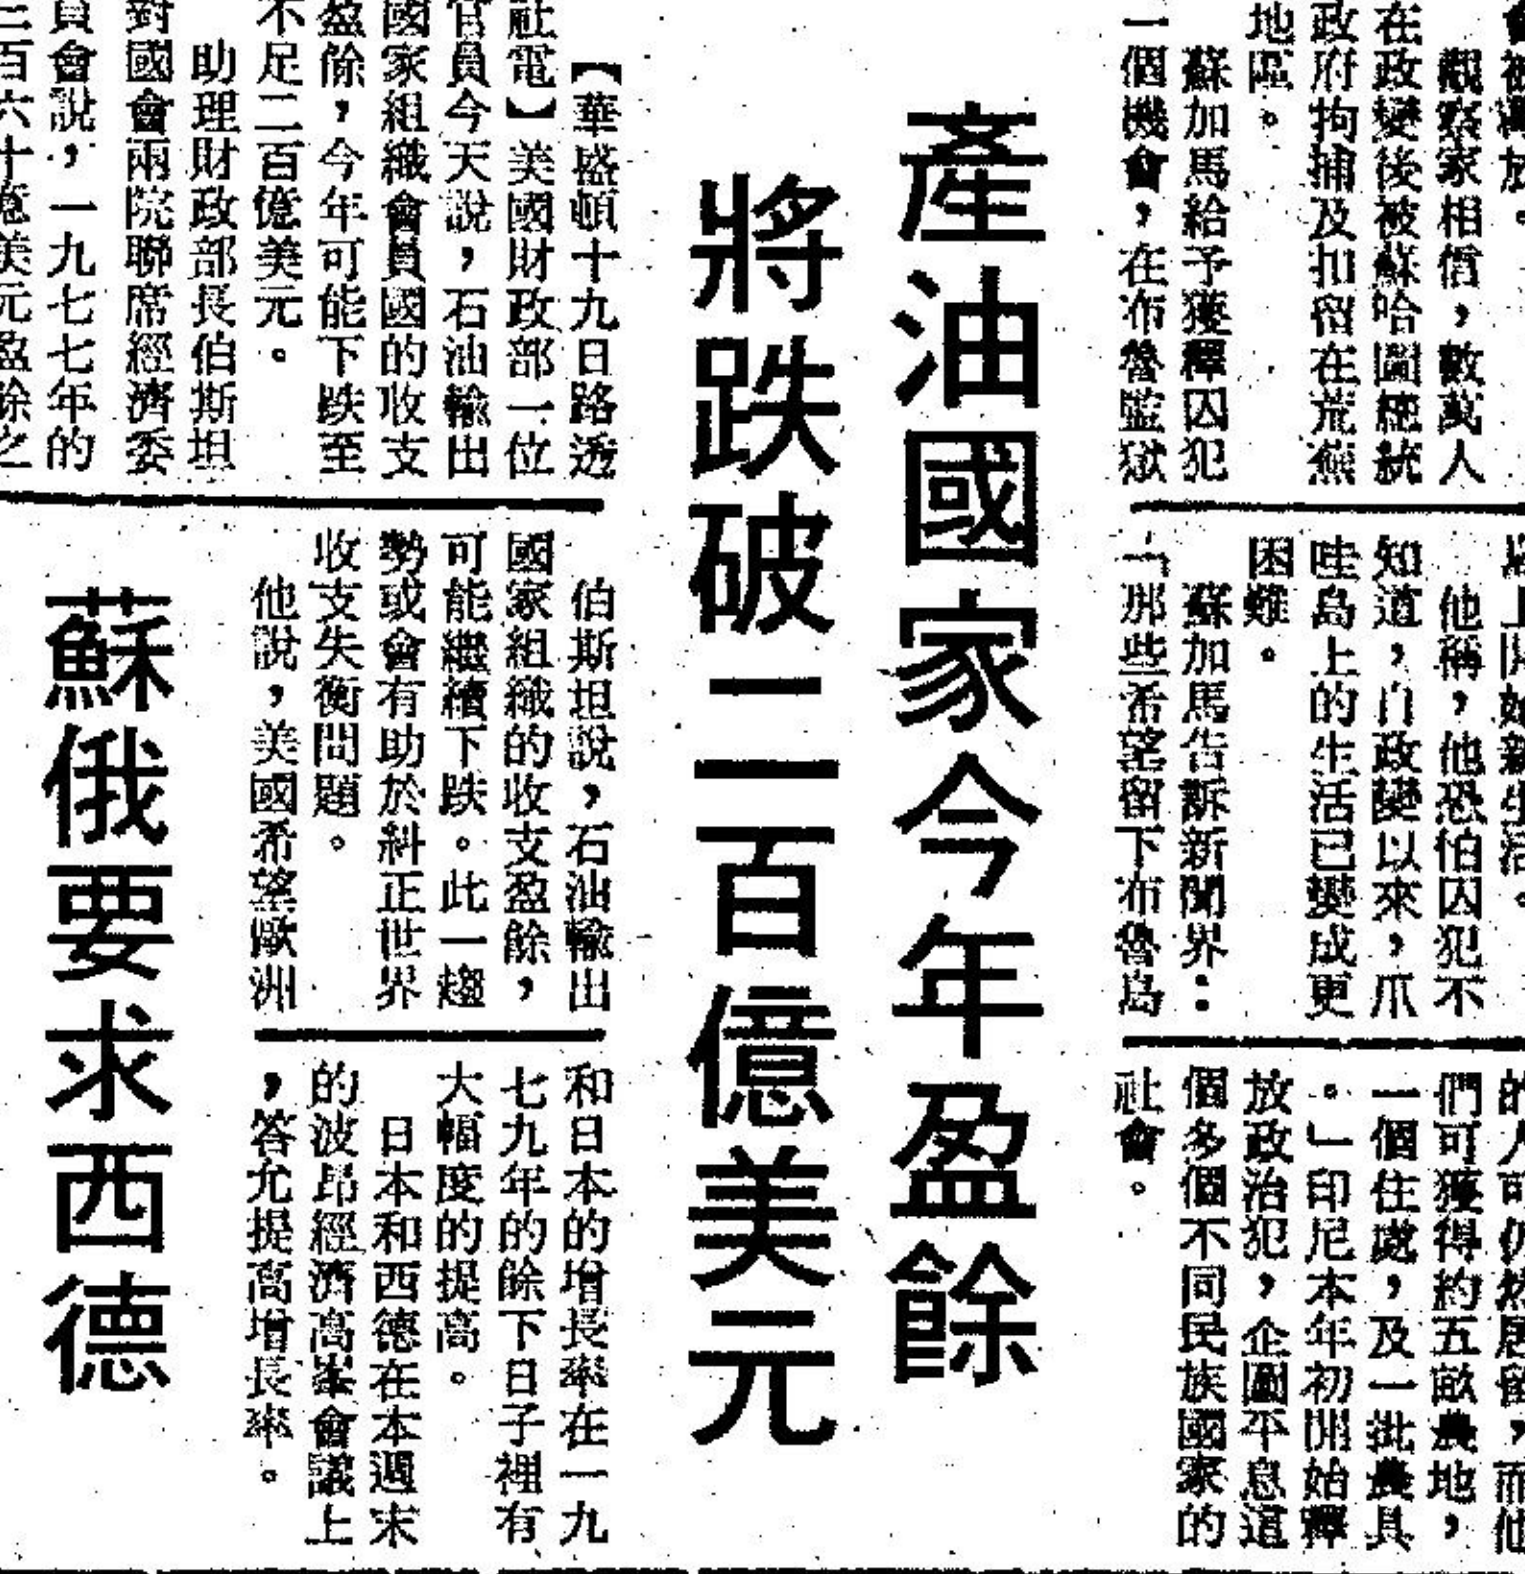 觀察家相信，數萬人
在政變後被蘇哈圖總統
政府拘捕及扣留在荒蕪
地區。
蘇加馬給予獲釋囚犯
一個機會，在布魯監獄
他稱，他恐怕囚犯不
知道，自政變以來，爪
哇島上的生活已變成更
困難。
蘇加馬告訴新聞界：
「那些希望留下布魯島
的人可仍然居留，而他
們可獲得約五畝農地，
一個住處，及一批農具
。」印尼本年初開始釋
放政治犯，企圖平息這
個多個不同民族國家的
社會。
產油國家今年盈餘
將跌破二百億美元
【華盛頓十九日路透
社電】美國財政部一位
官員今天說，石油輸出
國家組織會員國的收支
盈餘，今年可能下跌至
不足二百億美元。
助理財政部長伯斯坦
對國會兩院聯席經濟委
員會說，一九七七年的
三百六十億美元盈餘之
伯斯坦說，石油輸出
國家組織的收支盈餘，
可能繼續下跌。此一趨
勢或會有助於糾正世界
收支失衡問題。
他說，美國希望歐洲
和日本的增長率在一九
七九年的餘下日子裡有
大幅度的提高。
日本和西德在本週末
的波昂經濟高峯會議上
，答允提高增長率。
蘇俄要求西德